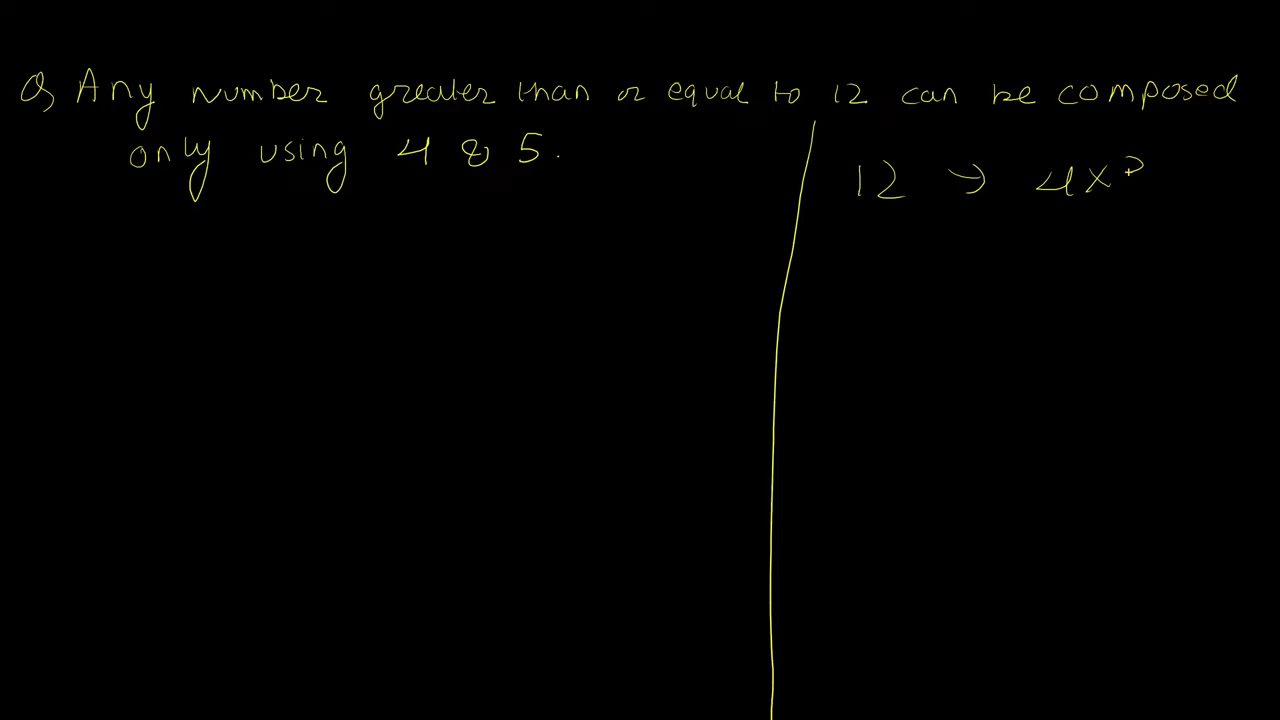 Q Any number greater than or equal to 12 can be composed
only using 4 & 5.
12 → 4x